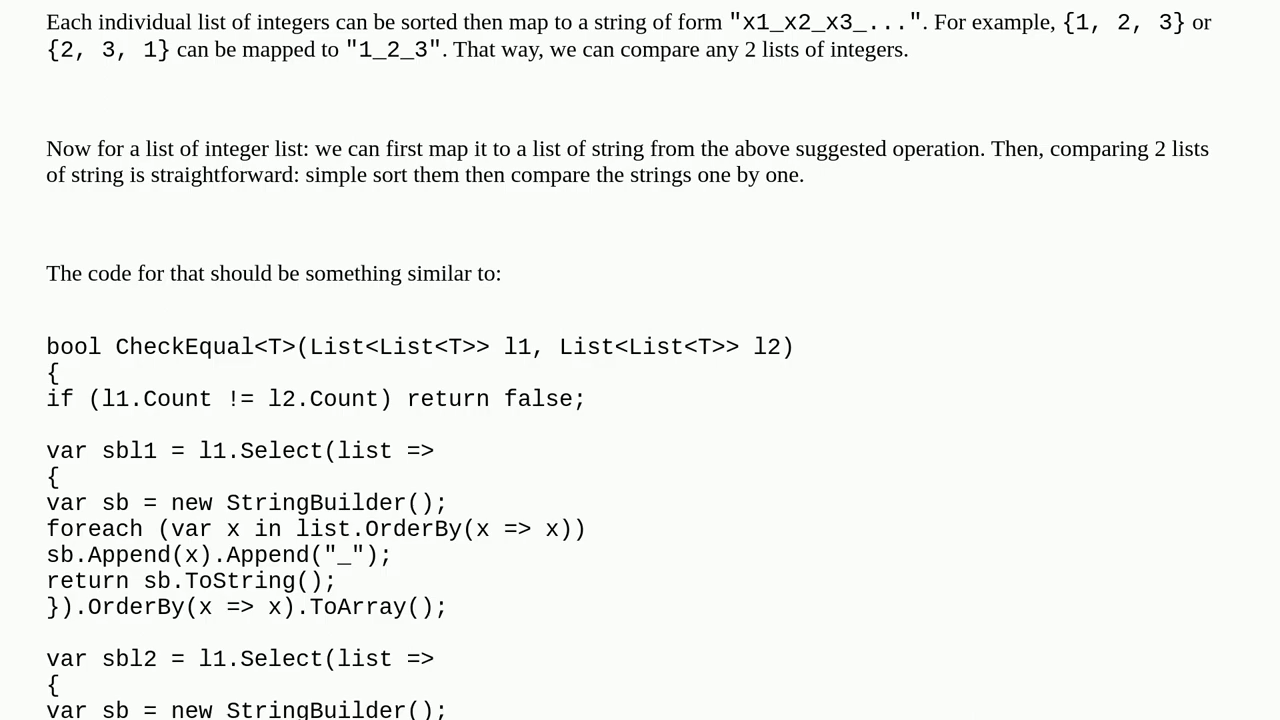 Each individual list of integers can be sorted then map to a string of form "x1_x2_x3_...". For example, {1, 2, 3} or
{2, 3, 1} can be mapped to "1_2_3". That way, we can compare any 2 lists of integers.
Now for a list of integer list: we can first map it to a list of string from the above suggested operation. Then, comparing 2 lists
of string is straightforward: simple sort them then compare the strings one by one.
The code for that should be something similar to:
bool CheckEqual<T>(List<List<T>> l1, List<List<T>> l2)
{
if (l1.Count != l2.Count) return false;
var sbl1 = l1.Select(list =>
{
var sb = new StringBuilder();
foreach (var x in list.OrderBy(x => x))
sb.Append(x).Append("_");
return sb.ToString();
}).OrderBy(x => x).ToArray();
var sbl2 = l1.Select(list =>
{
var sb = new StringBuilder();